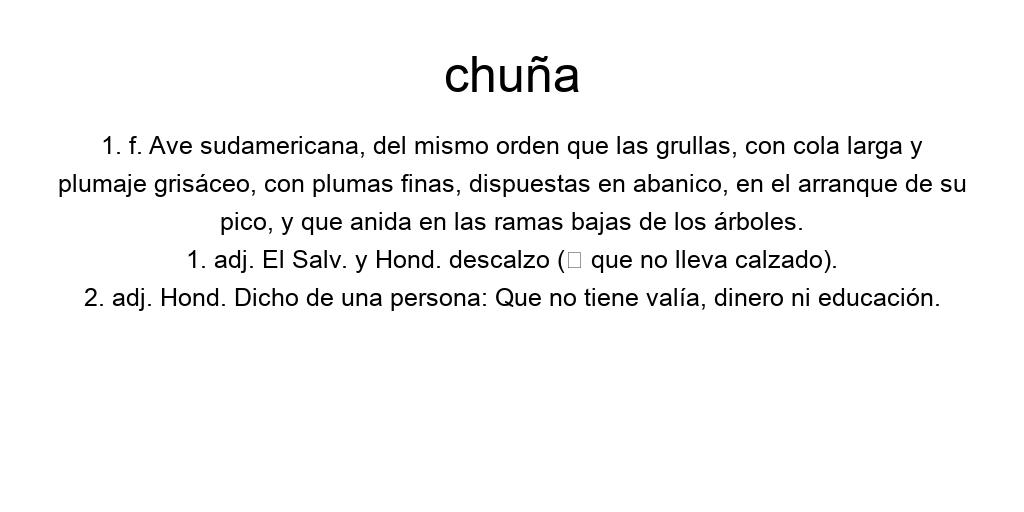 chuña
1. f. Ave sudamericana, del mismo orden que las grullas, con cola larga y
plumaje grisáceo, con plumas finas, dispuestas en abanico, en el arranque de su
pico, y que anida en las ramas bajas de los árboles.
1. adj. El Salv. y Hond. descalzo (□ que no lleva calzado).
2. adj. Hond. Dicho de una persona: Que no tiene valía, dinero ni educación.